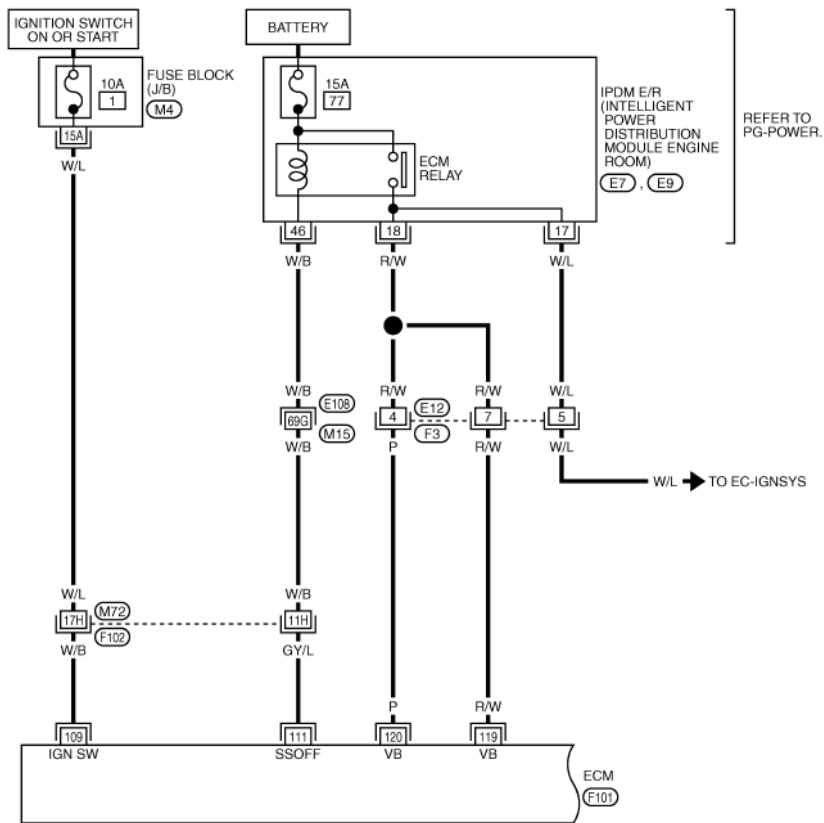 IGNITION SWITCH
ON OR START
BATTERY
10A
1
FUSE BLOCK
(J/B)
M4
15A
77
IPDM E/R
(INTELLIGENT
POWER
DISTRIBUTION
MODULE ENGINE
ROOM)
E7 , E9
REFER TO
PG-POWER.
ECM
RELAY
15A
46
18
17
W/L
W/B
R/W
W/L
W/B
R/W
R/W
W/L
69G
E108
M15
4
E12
F3
7
5
W/B
P
R/W
W/L
W/L
TO EC-IGNSYS
W/L
W/B
17H
M72
F102
11H
W/B
GY/L
P
R/W
109
111
120
119
IGN SW
SSOFF
VB
VB
ECM
F101